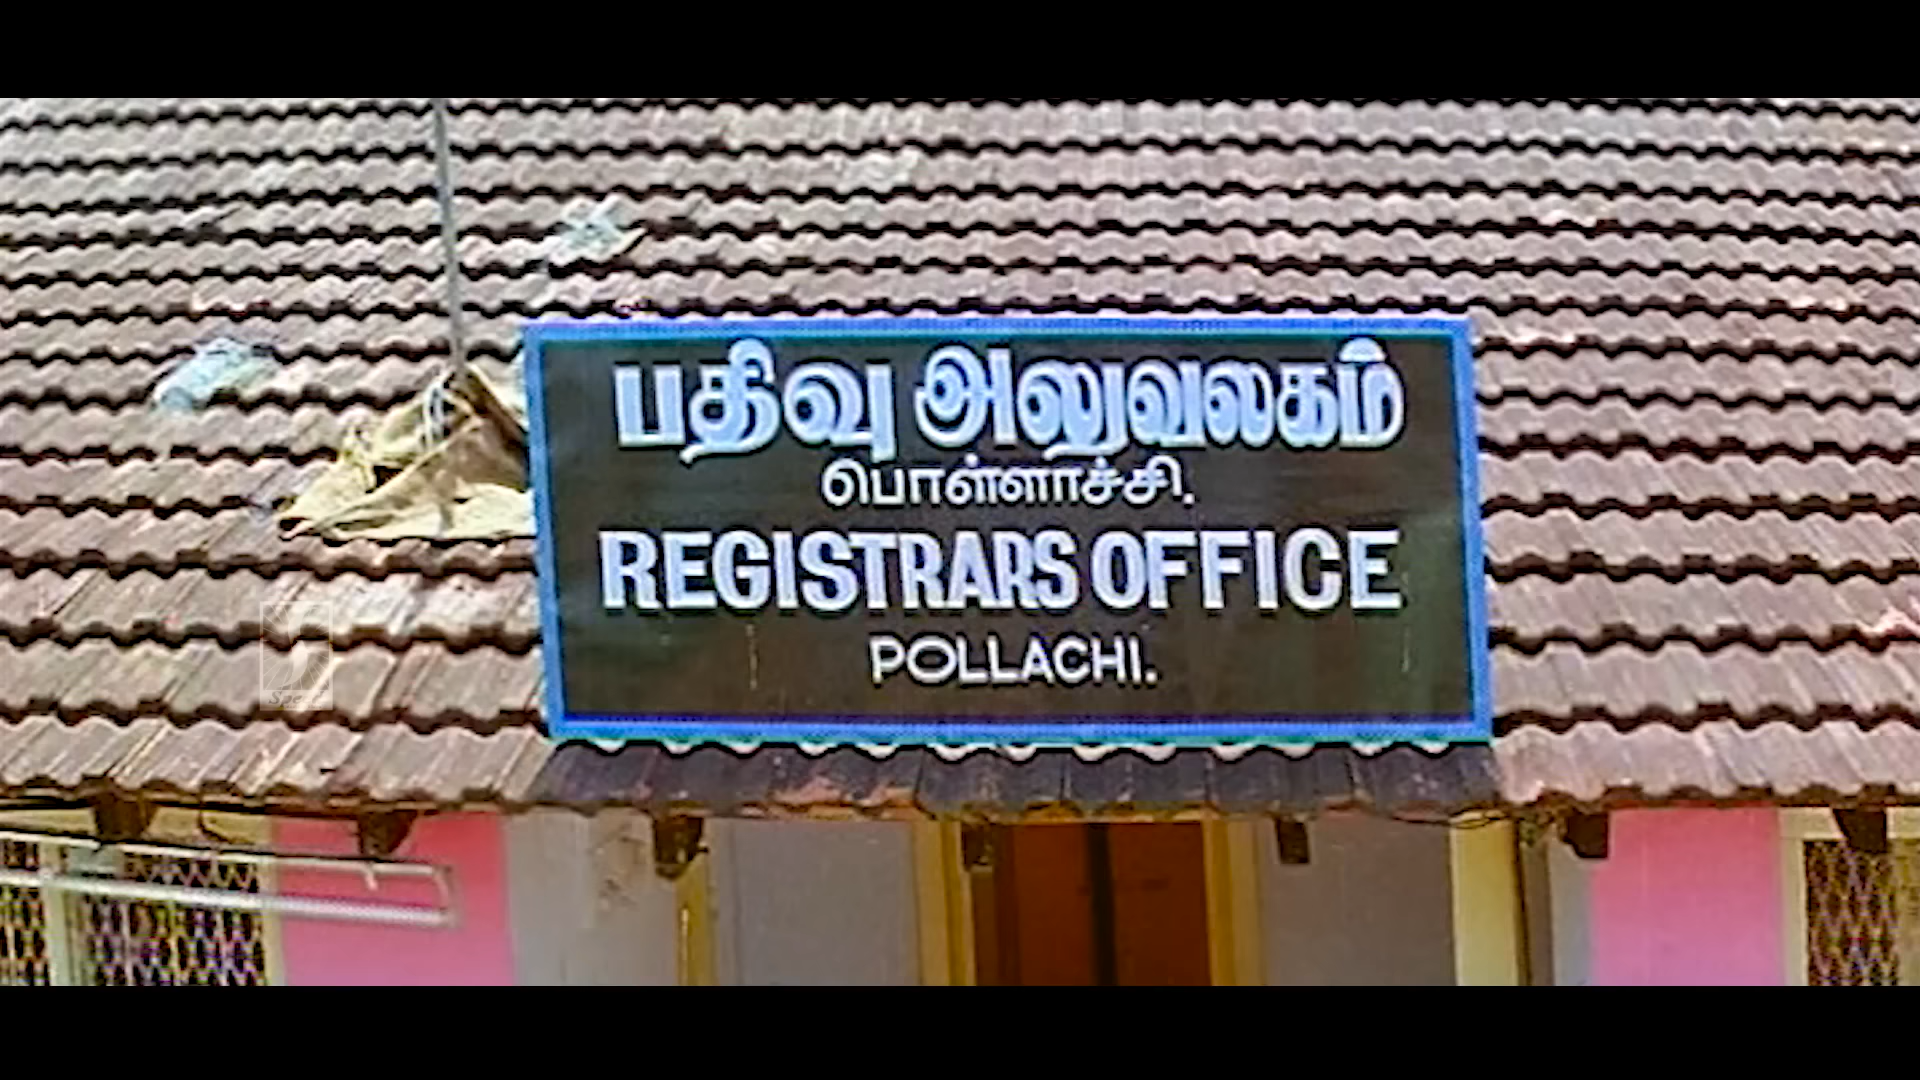 பதிவு அலுவலகம்
பொள்ளாச்சி.
REGISTRARS OFFICE
POLLACHI.